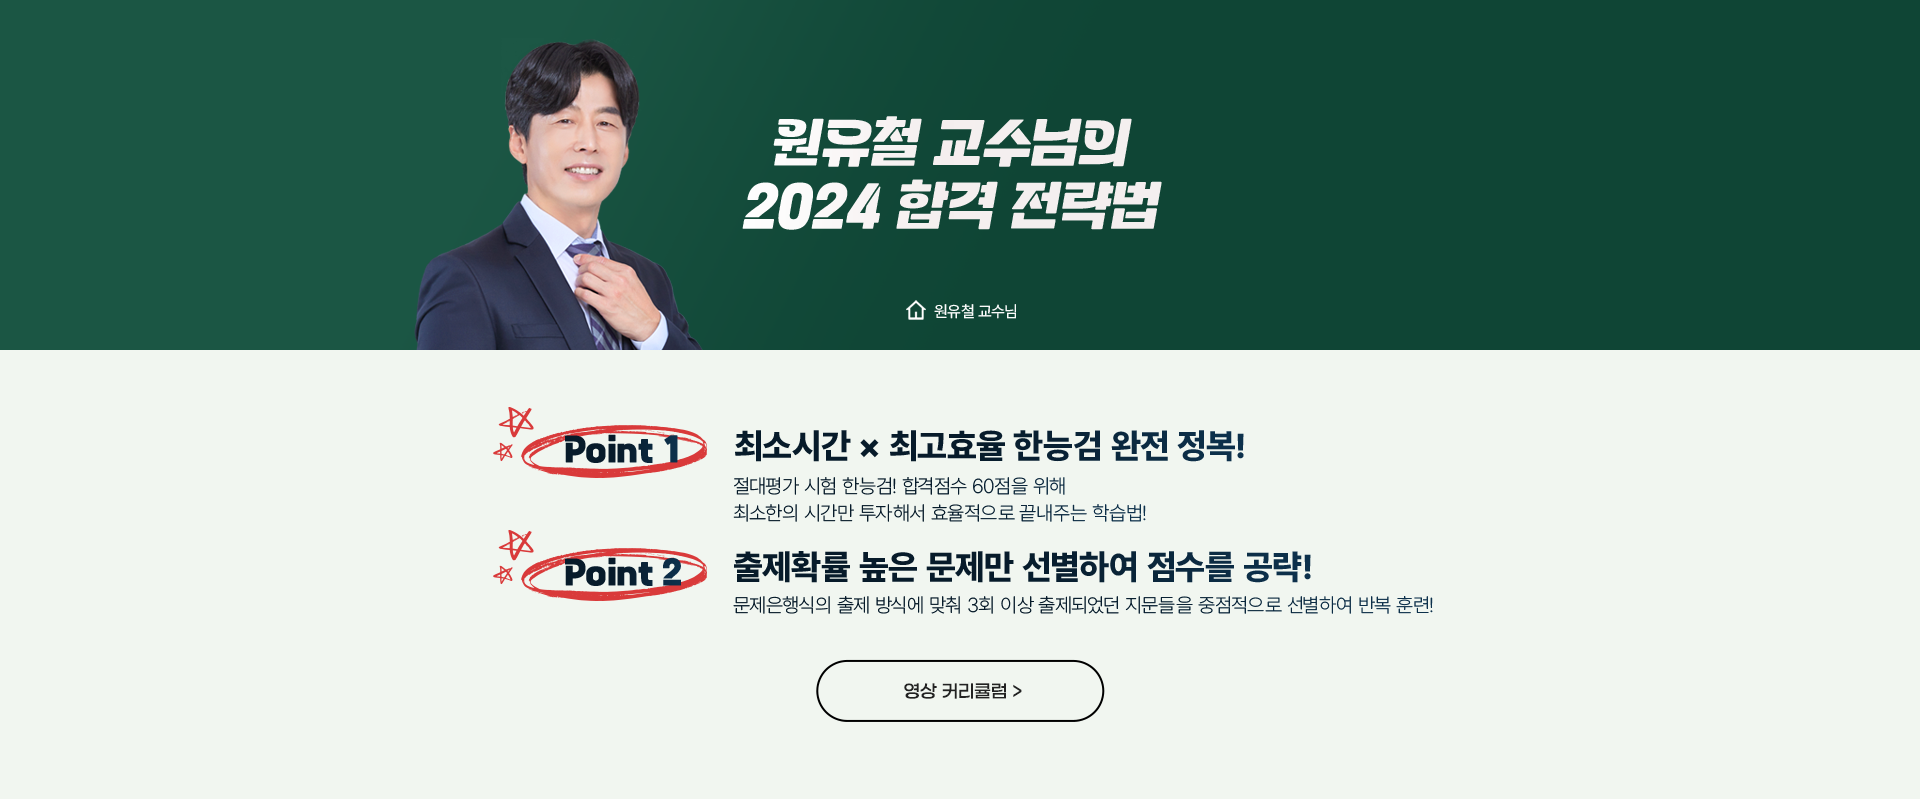 원유철 교수님의
2024 합격 전략법
원유철 교수님
Point 1
최소시간 × 최고효율 한능검 완전 정복!
절대평가 시험 한능검! 합격점수 60점을 위해
최소한의 시간만 투자해서 효율적으로 끝내주는 학습법!
Point 2
출제확률 높은 문제만 선별하여 점수를 공략!
문제은행식의 출제 방식에 맞춰 3회 이상 출제되었던 지문들을 중점적으로 선별하여 반복 훈련!
영상 커리큘럼 >